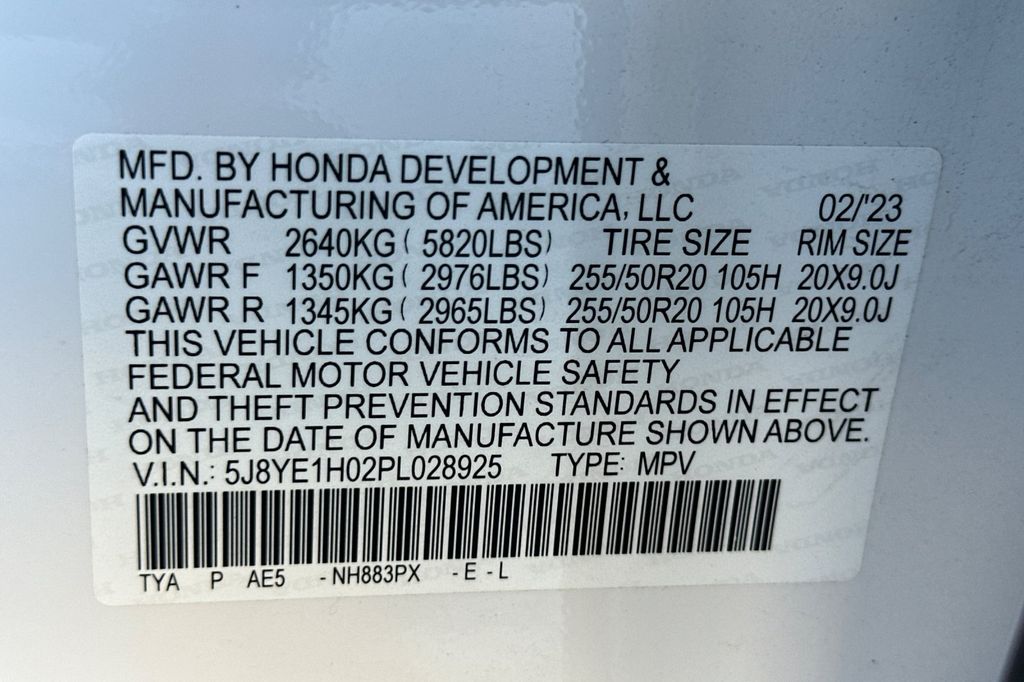 MFD. BY HONDA DEVELOPMENT &
MANUFACTURING OF AMERICA, LLC 02/'23
GVWR 2640KG ( 5820LBS) TIRE SIZE RIM SIZE
GAWR F 1350KG ( 2976LBS) 255/50R20 105H 20X9.0J
GAWR R 1345KG ( 2965LBS) 255/50R20 105H 20X9.0J
THIS VEHICLE CONFORMS TO ALL APPLICABLE
FEDERAL MOTOR VEHICLE SAFETY
AND THEFT PREVENTION STANDARDS IN EFFECT
ON THE DATE OF MANUFACTURE SHOWN ABOVE.
V.I.N.: 5J8YE1H02PL028925 TYPE: MPV
TYA P AE5 - NH883PX - E - L